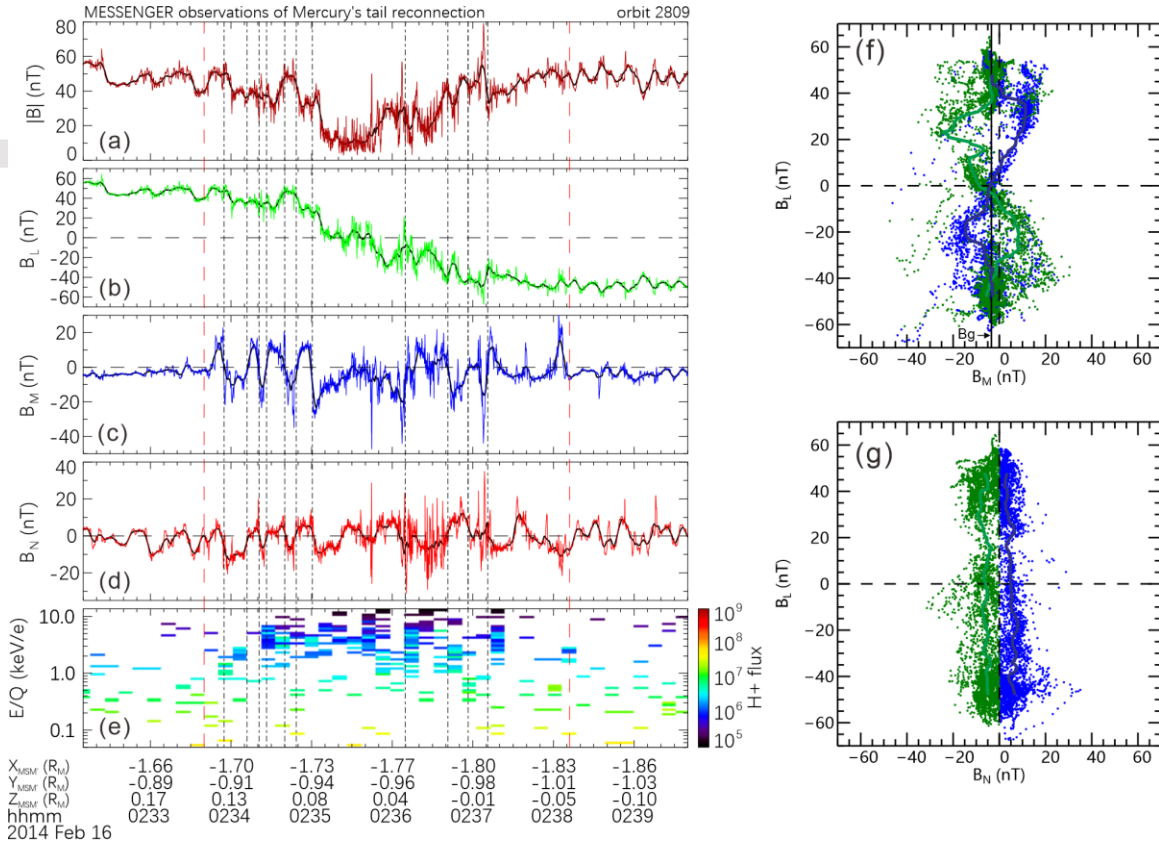 MESSENGER observations of Mercury's tail reconnection orbit 2809
80
60
40
20
0
|B| (nT)
(a)
60
40
20
0
-20
-40
-60
B_L (nT)
(b)
20
0
-20
-40
B_M (nT)
(c)
40
20
0
-20
B_N (nT)
(d)
10.0
1.0
0.1
E/Q (keV/e)
(e)
10^9
10^8
10^7
10^6
10^5
H+ flux
X_MSM' (R_M) -1.66 -1.70 -1.73 -1.77 -1.80 -1.83 -1.86
Y_MSM' (R_M) -0.89 -0.91 -0.94 -0.96 -0.98 -1.01 -1.03
Z_MSM' (R_M) 0.17 0.13 0.08 0.04 -0.01 -0.05 -0.10
hhmm 0233 0234 0235 0236 0237 0238 0239
2014 Feb 16
(f)
60
40
20
0
-20
-40
-60
B_L (nT)
Bg→
-60 -40 -20 0 20 40 60
B_M (nT)
(g)
60
40
20
0
-20
-40
-60
B_L (nT)
-60 -40 -20 0 20 40 60
B_N (nT)